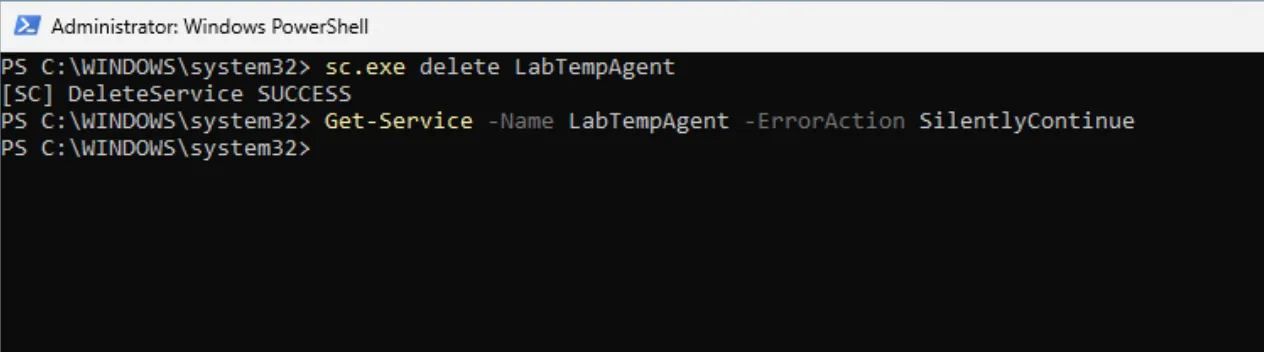 Administrator: Windows PowerShell
PS C:\WINDOWS\system32> sc.exe delete LabTempAgent
[SC] DeleteService SUCCESS
PS C:\WINDOWS\system32> Get-Service -Name LabTempAgent -ErrorAction SilentlyContinue
PS C:\WINDOWS\system32>